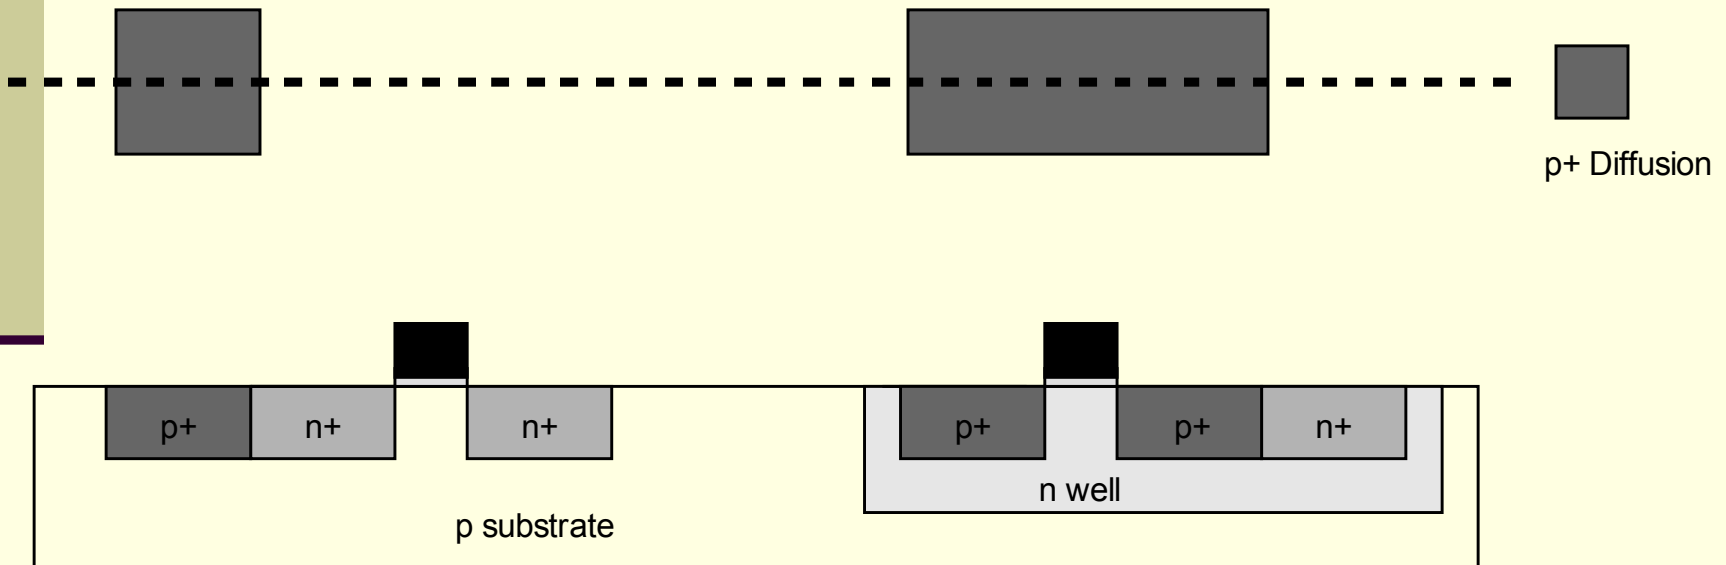 p+ Diffusion
p+
n+
n+
p+
p+
n+
n well
p substrate